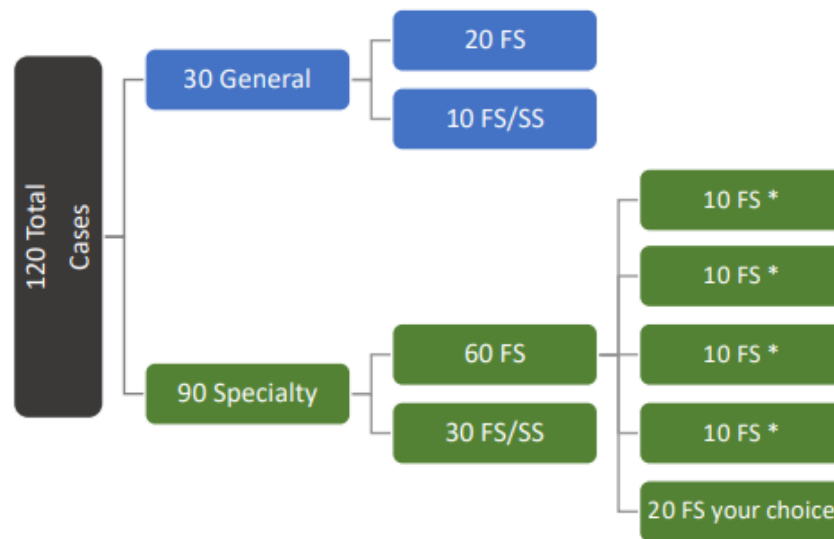 120 Total
Cases
30 General
20 FS
10 FS/SS
90 Specialty
60 FS
30 FS/SS
10 FS *
10 FS *
10 FS *
10 FS *
20 FS your choice